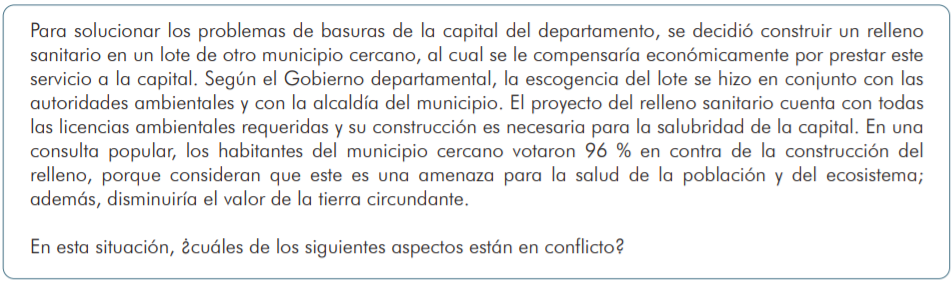 Para solucionar los problemas de basuras de la capital del departamento, se decidió construir un relleno
sanitario en un lote de otro municipio cercano, al cual se le compensaría económicamente por prestar este
servicio a la capital. Según el Gobierno departamental, la escogencia del lote se hizo en conjunto con las
autoridades ambientales y con la alcaldía del municipio. El proyecto del relleno sanitario cuenta con todas
las licencias ambientales requeridas y su construcción es necesaria para la salubridad de la capital. En una
consulta popular, los habitantes del municipio cercano votaron 96 % en contra de la construcción del
relleno, porque consideran que este es una amenaza para la salud de la población y del ecosistema;
además, disminuiría el valor de la tierra circundante.
En esta situación, ¿cuáles de los siguientes aspectos están en conflicto?